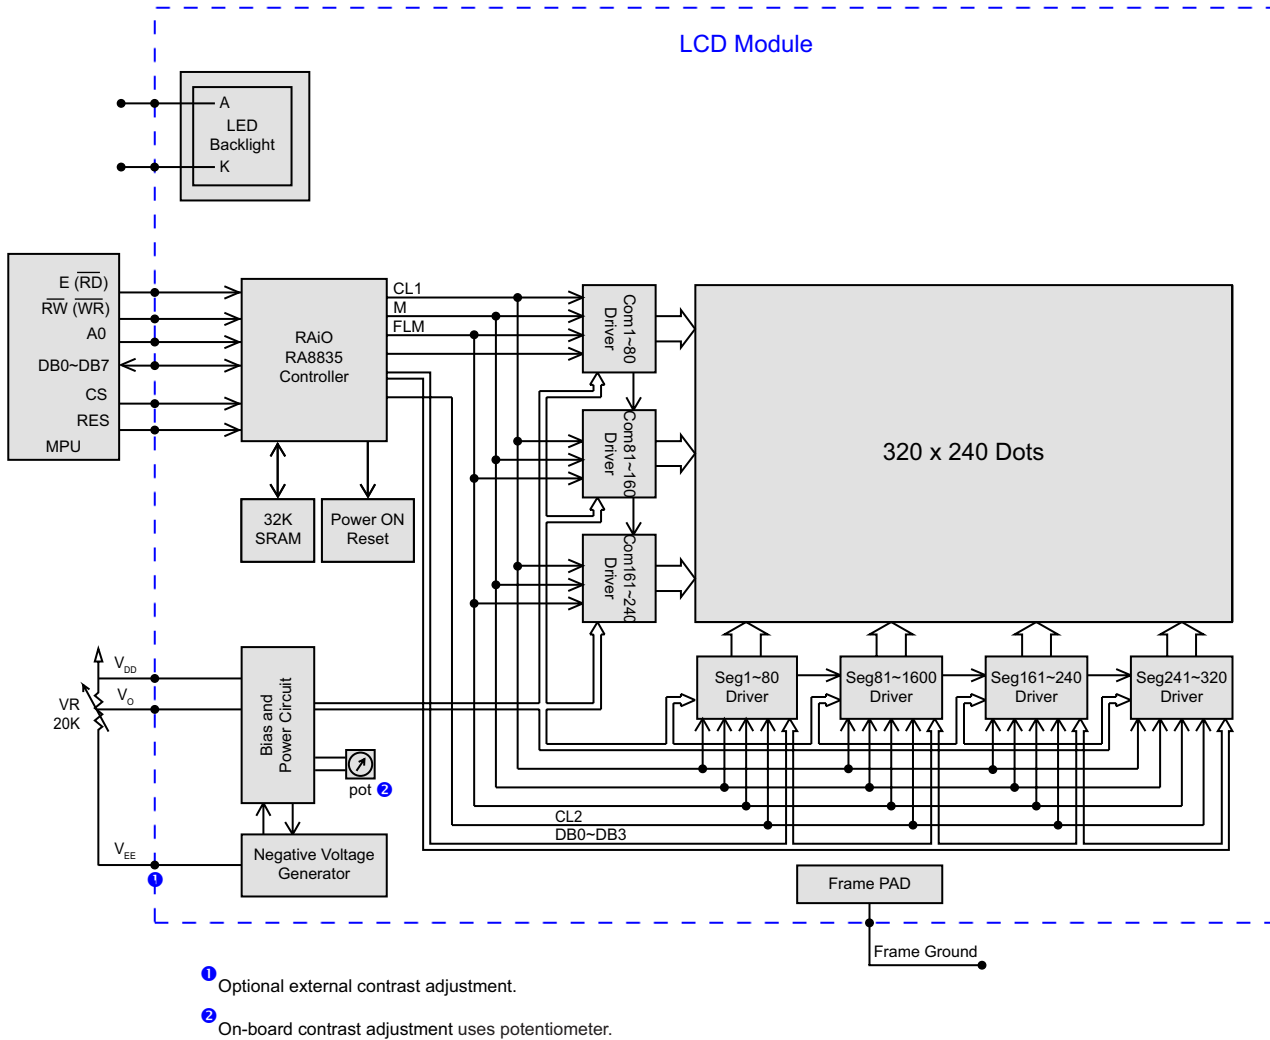 LCD Module
A
LED
Backlight
K
E (R̅D̅)
R̅W̅ (W̅R̅)
A0
DB0~DB7
CS
RES
MPU
RAiO
RA8835
Controller
CL1
M
FLM
Com1~80
Driver
Com81~160
Driver
Com161~240
Driver
320 x 240 Dots
32K
SRAM
Power ON
Reset
VDD
VO
VR
20K
VEE
Bias and
Power Circuit
pot 2
Negative Voltage
Generator
1
Seg1~80
Driver
Seg81~1600
Driver
Seg161~240
Driver
Seg241~320
Driver
CL2
DB0~DB3
Frame PAD
Frame Ground
1 Optional external contrast adjustment.
2 On-board contrast adjustment uses potentiometer.